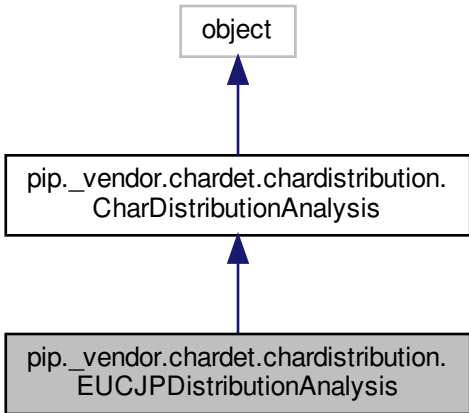 object
pip._vendor.chardet.chardistribution.
CharDistributionAnalysis
pip._vendor.chardet.chardistribution.
EUCJPDistributionAnalysis